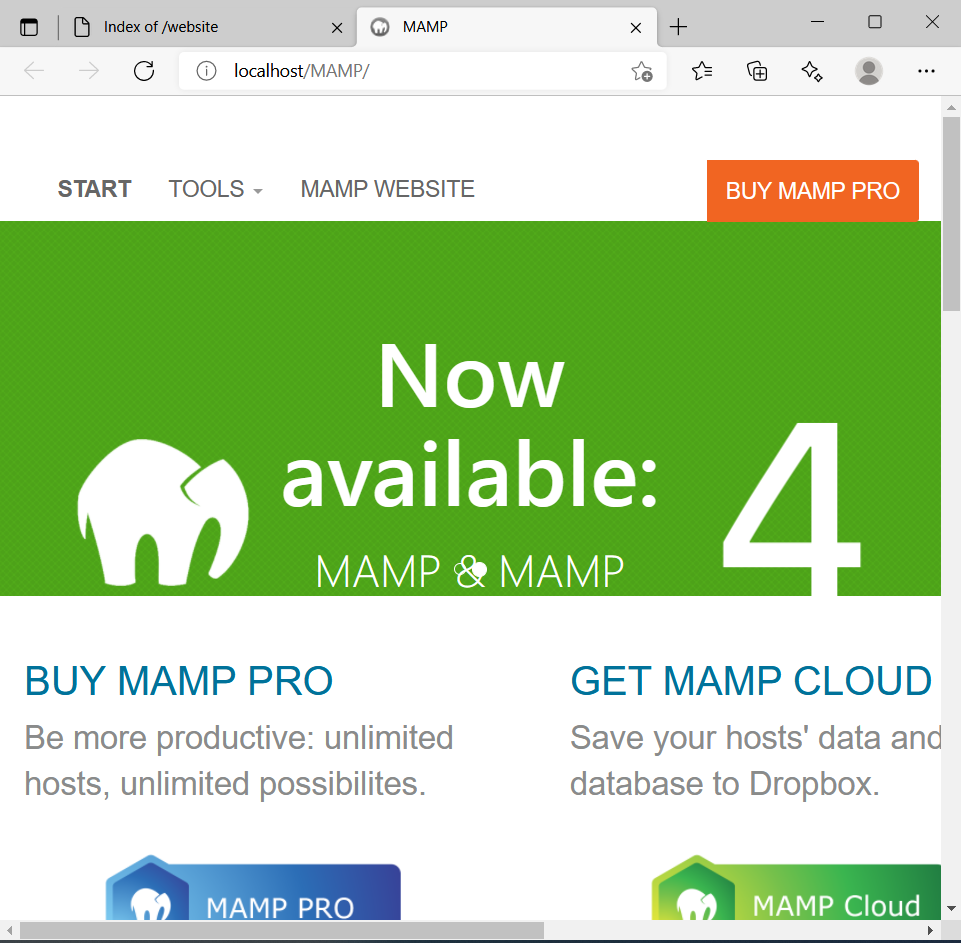 Index of /website
MAMP
localhost/MAMP/
START TOOLS MAMP WEBSITE BUY MAMP PRO
Now
available:
MAMP & MAMP
4
BUY MAMP PRO
Be more productive: unlimited
hosts, unlimited possibilites.
MAMP PRO
GET MAMP CLOUD
Save your hosts' data and
database to Dropbox.
MAMP Cloud